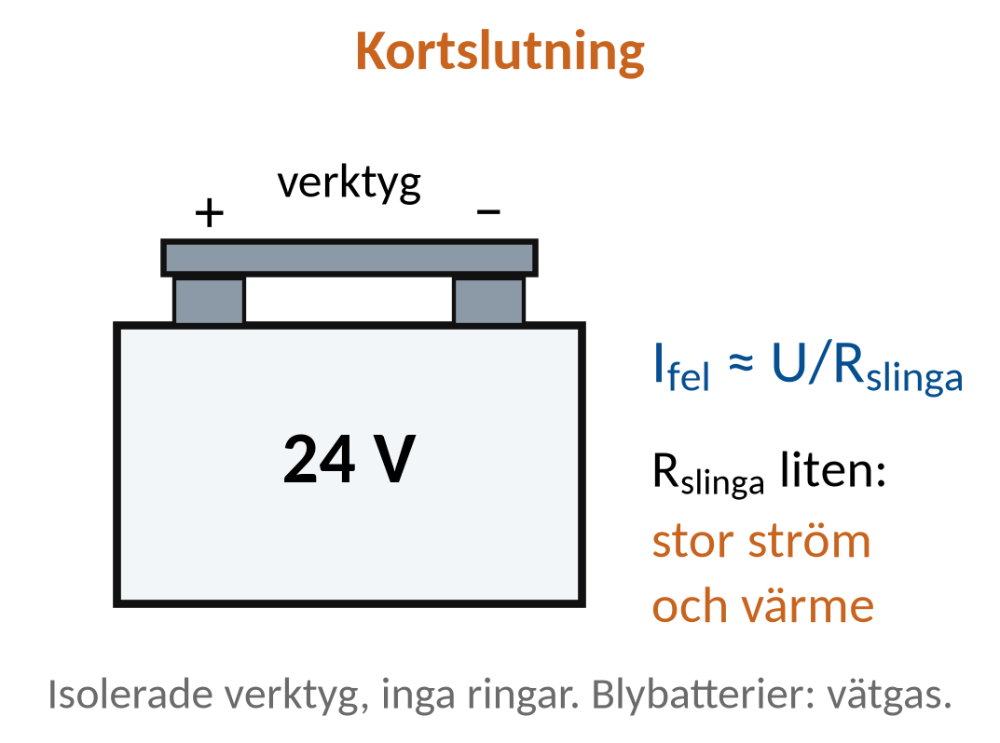 Kortslutning
verktyg
+ −
24 V
I_fel ≈ U/R_slinga
R_slinga liten:
stor ström
och värme
Isolerade verktyg, inga ringar. Blybatterier: vätgas.